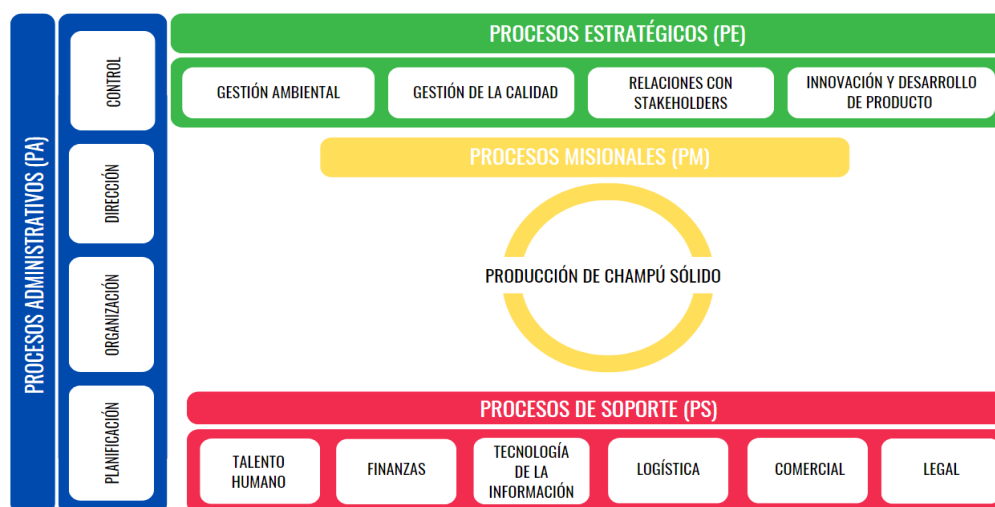 PROCESOS ADMINISTRATIVOS (PA)
CONTROL
DIRECCIÓN
ORGANIZACIÓN
PLANIFICACIÓN
PROCESOS ESTRATÉGICOS (PE)
GESTIÓN AMBIENTAL
GESTIÓN DE LA CALIDAD
RELACIONES CON
STAKEHOLDERS
INNOVACIÓN Y DESARROLLO
DE PRODUCTO
PROCESOS MISIONALES (PM)
PRODUCCIÓN DE CHAMPÚ SÓLIDO
PROCESOS DE SOPORTE (PS)
TALENTO
HUMANO
FINANZAS
TECNOLOGÍA
DE LA
INFORMACIÓN
LOGÍSTICA
COMERCIAL
LEGAL